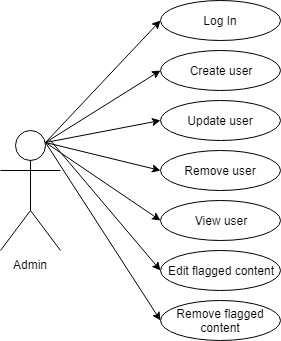 Log In
Create user
Update user
Remove user
View user
Edit flagged content
Remove flagged
content
Admin